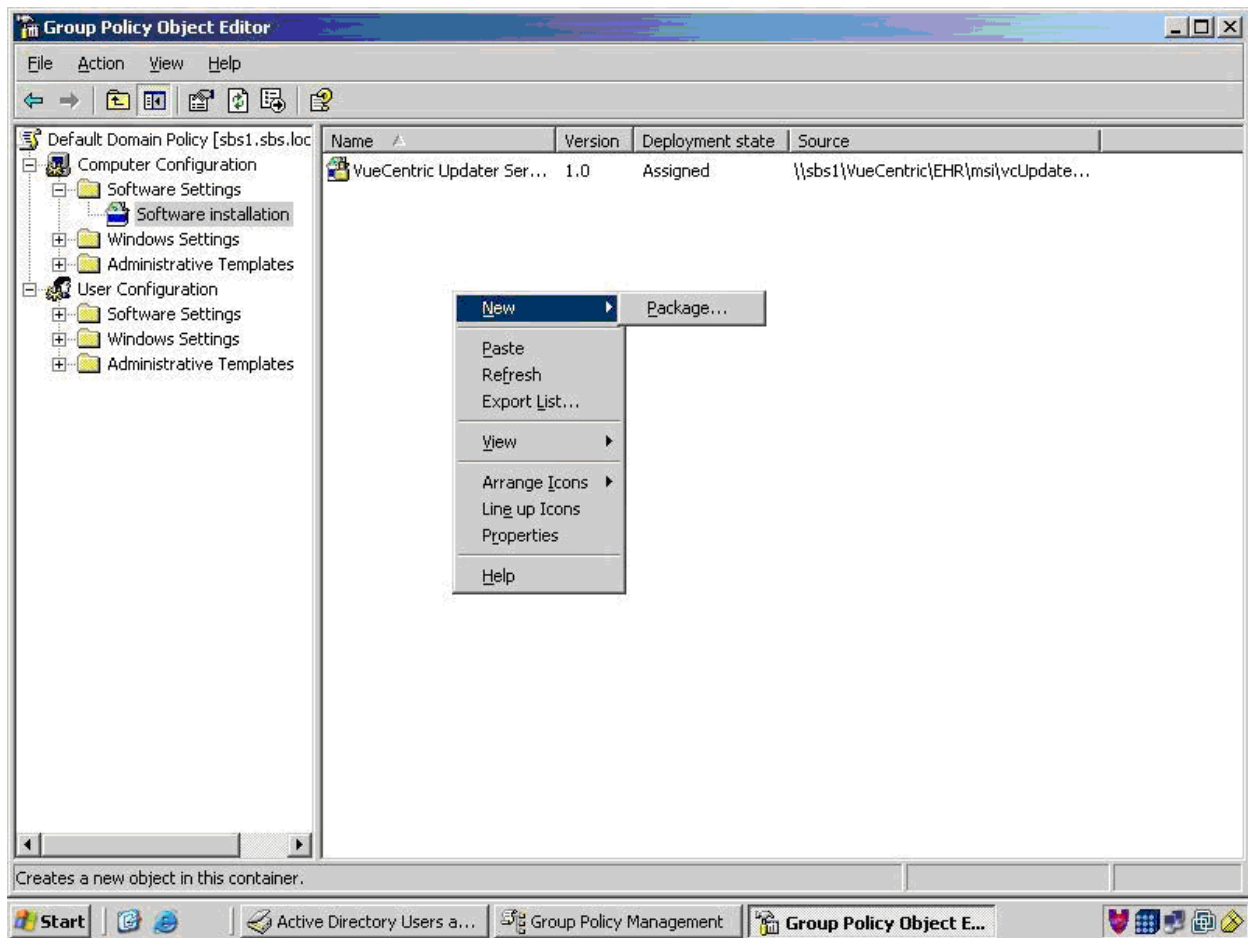 Group Policy Object Editor
File Action View Help
Default Domain Policy [sbs1.sbs.loc
Computer Configuration
Software Settings
Software installation
Windows Settings
Administrative Templates
User Configuration
Software Settings
Windows Settings
Administrative Templates
Name Version Deployment state Source
VueCentric Updater Ser... 1.0 Assigned \\sbs1\VueCentric\EHR\msi\vcUpdate...
New
Package...
Paste
Refresh
Export List...
View
Arrange Icons
Line up Icons
Properties
Help
Creates a new object in this container.
Start Active Directory Users a... Group Policy Management Group Policy Object E...